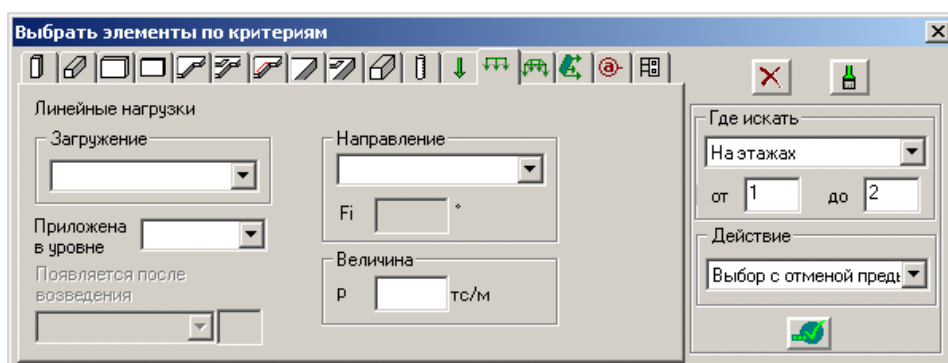 Выбрать элементы по критериям
Линейные нагрузки
Загружение
Направление
Fi °
Приложена
в уровне
Появляется после
возведения
Величина
p тс/м
Где искать
На этажах
от 1 до 2
Действие
Выбор с отменой предь